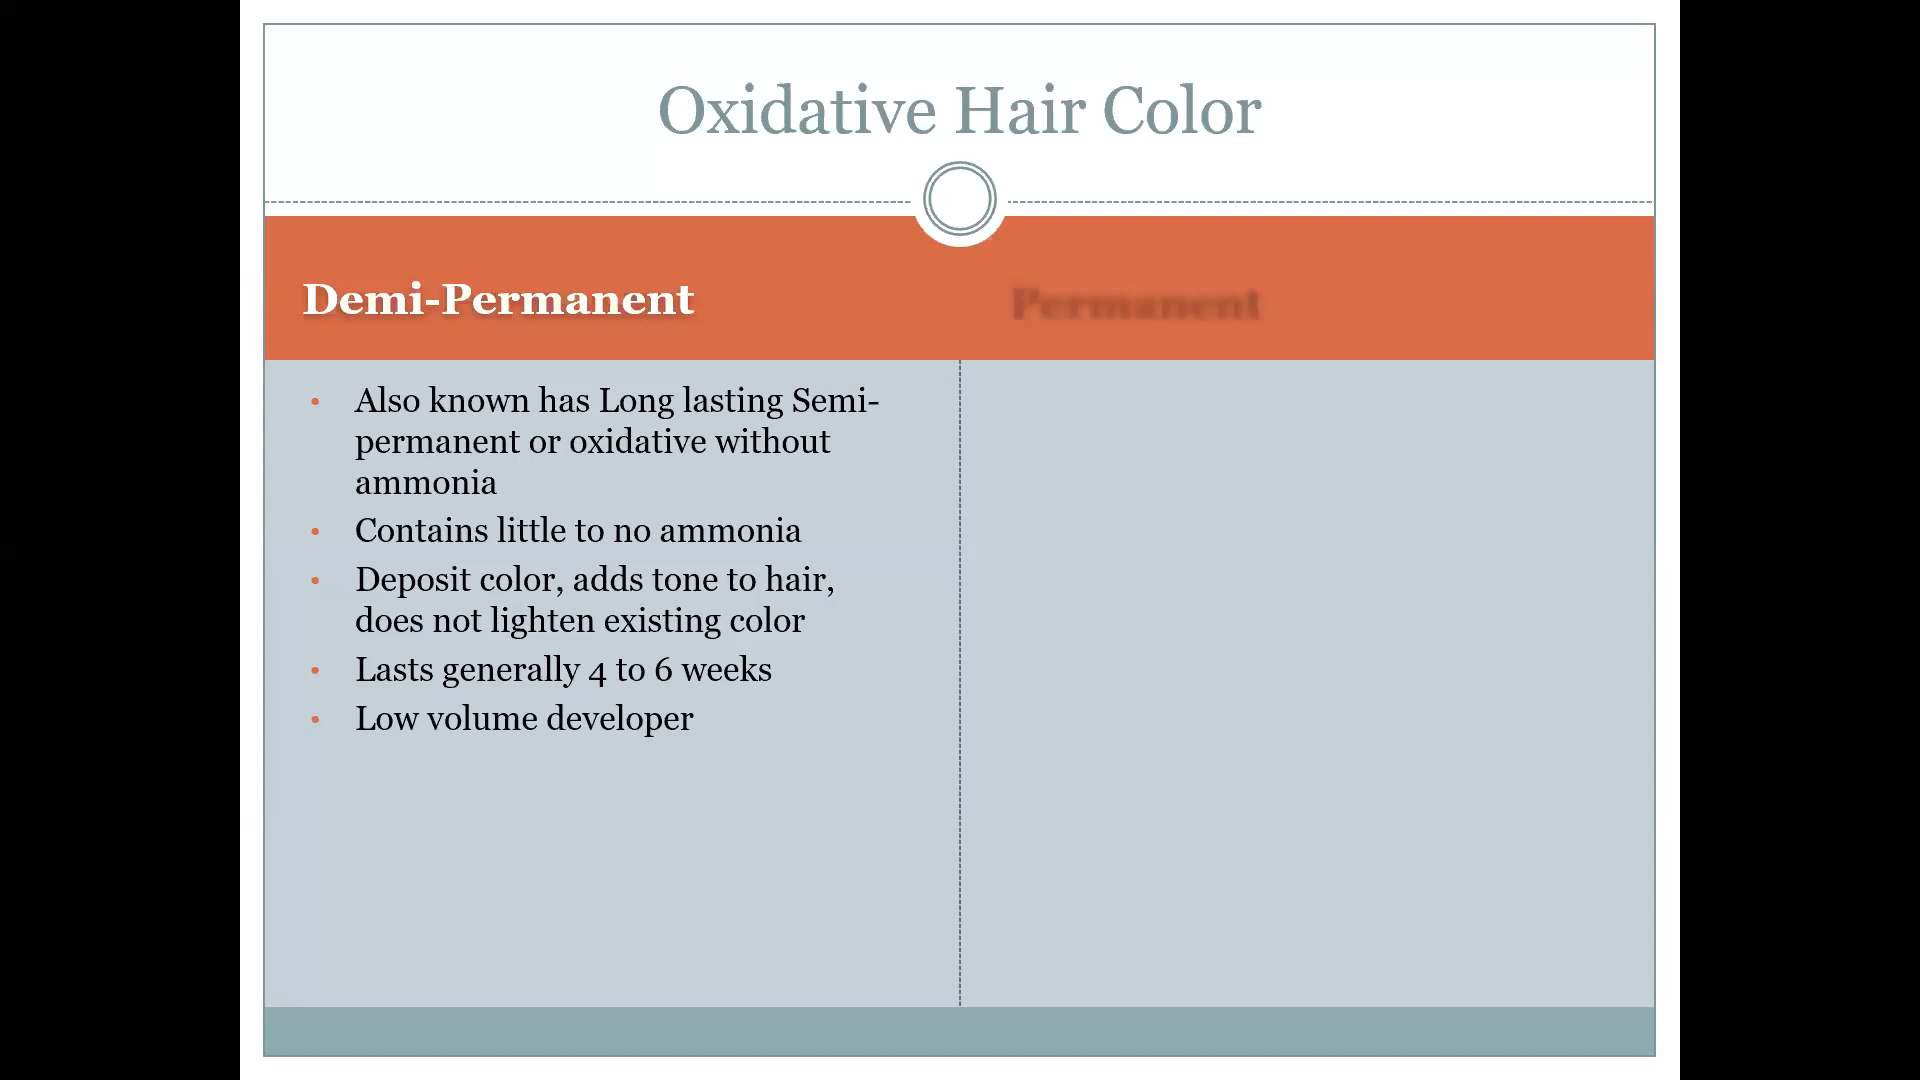 Oxidative Hair Color
Demi-Permanent
Permanent
• Also known has Long lasting Semi-
permanent or oxidative without
ammonia
• Contains little to no ammonia
• Deposit color, adds tone to hair,
does not lighten existing color
• Lasts generally 4 to 6 weeks
• Low volume developer